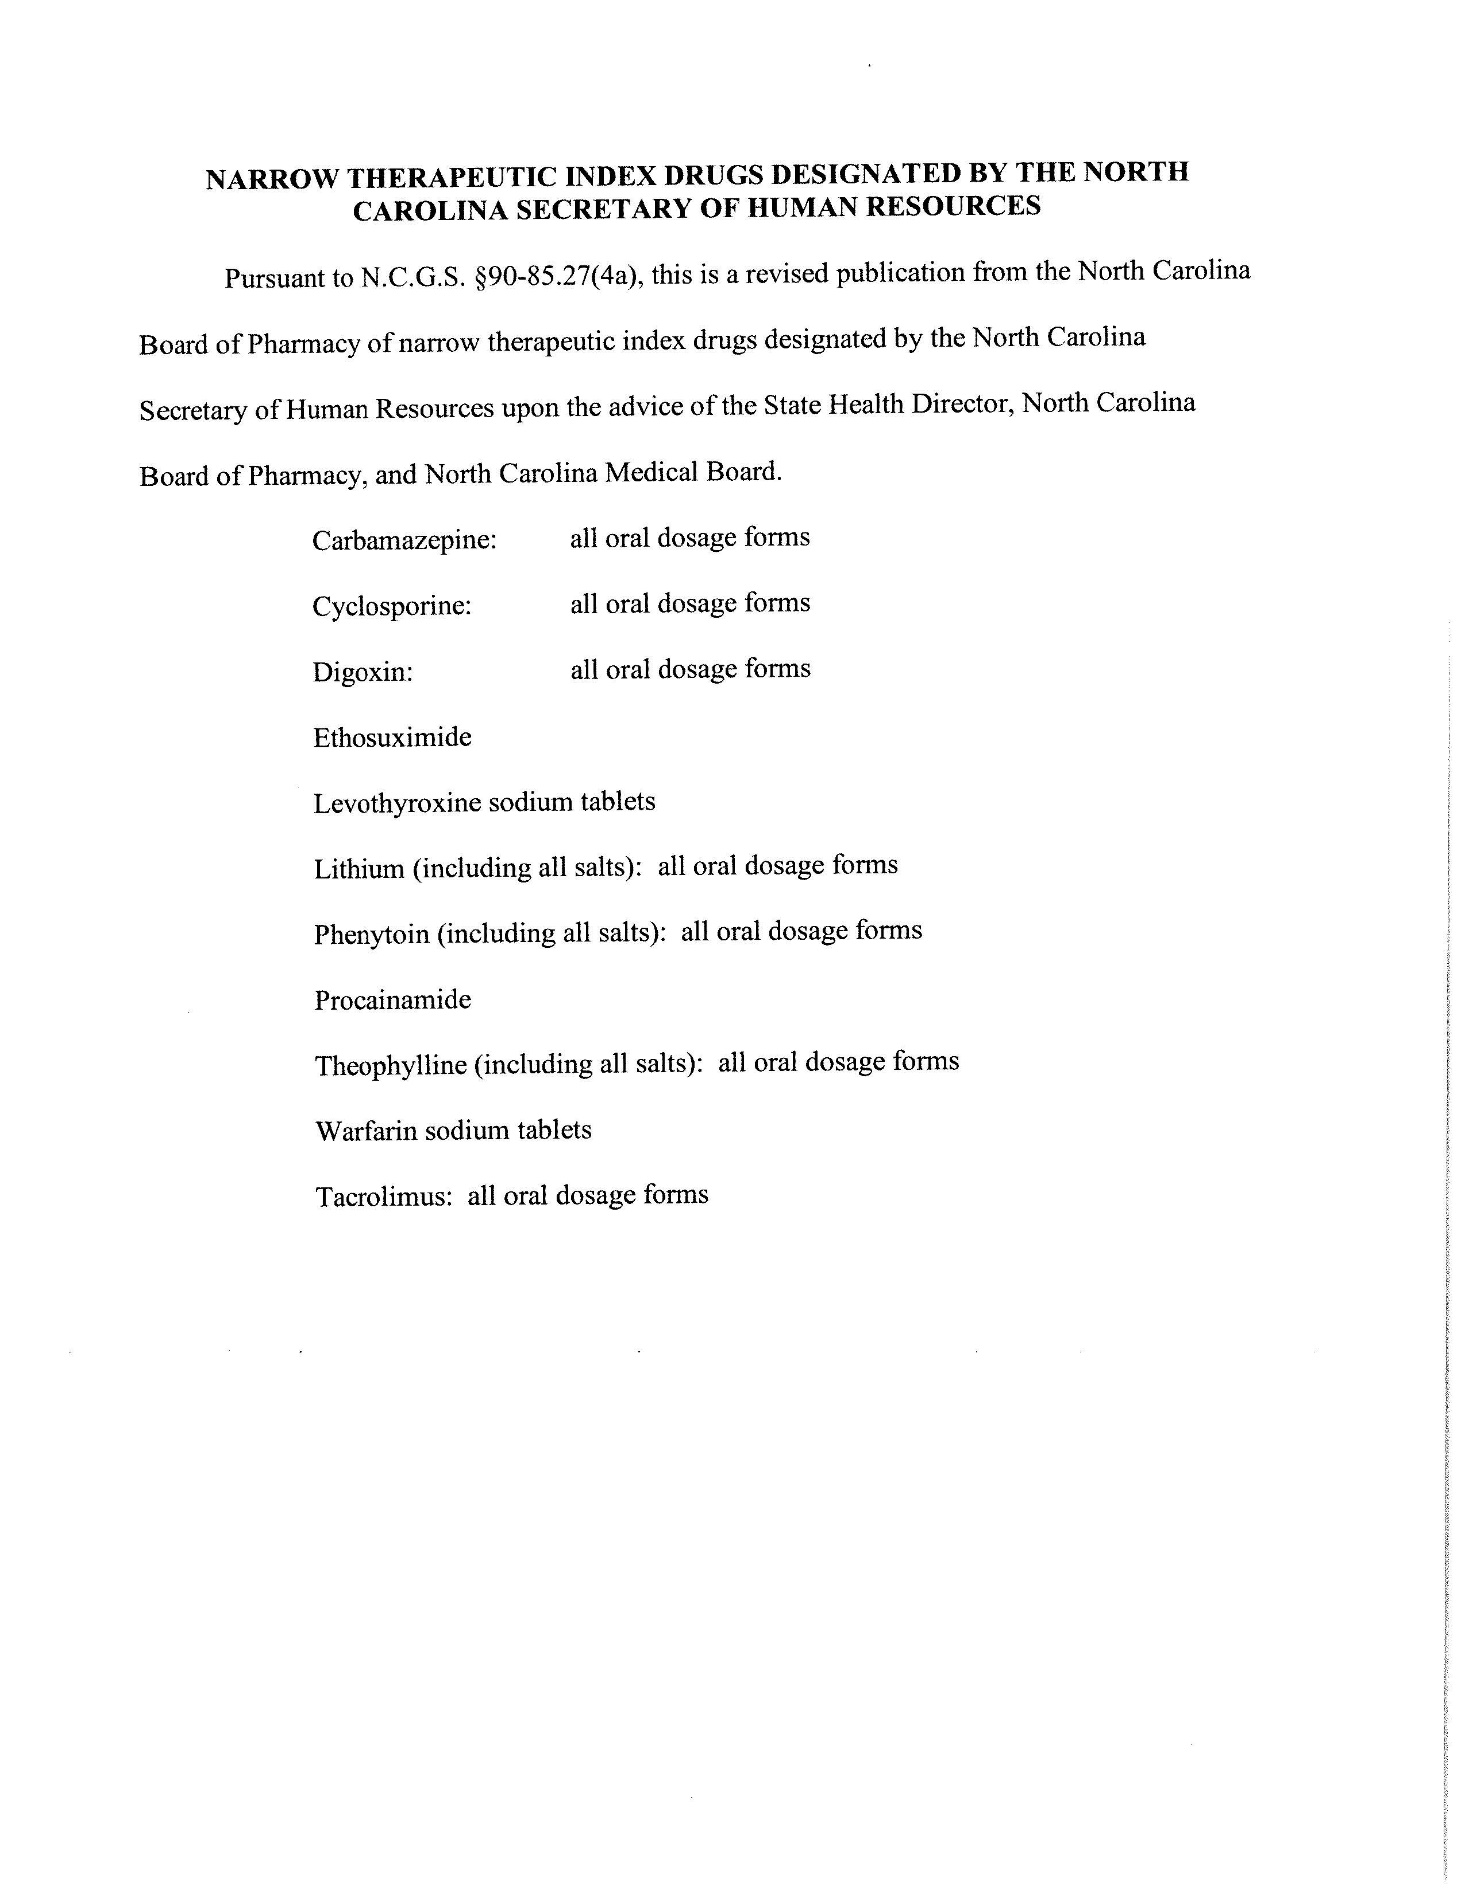 NARROW THERAPEUTIC INDEX DRUGS DESIGNATED BY THE NORTH
CAROLINA SECRETARY OF HUMAN RESOURCES
Pursuant to N.C.G.S. §90-85.27(4a), this is a revised publication from the North Carolina
Board of Pharmacy of narrow therapeutic index drugs designated by the North Carolina
Secretary of Human Resources upon the advice of the State Health Director, North Carolina
Board of Pharmacy, and North Carolina Medical Board.
Carbamazepine: all oral dosage forms
Cyclosporine: all oral dosage forms
Digoxin: all oral dosage forms
Ethosuximide
Levothyroxine sodium tablets
Lithium (including all salts): all oral dosage forms
Phenytoin (including all salts): all oral dosage forms
Procainamide
Theophylline (including all salts): all oral dosage forms
Warfarin sodium tablets
Tacrolimus: all oral dosage forms